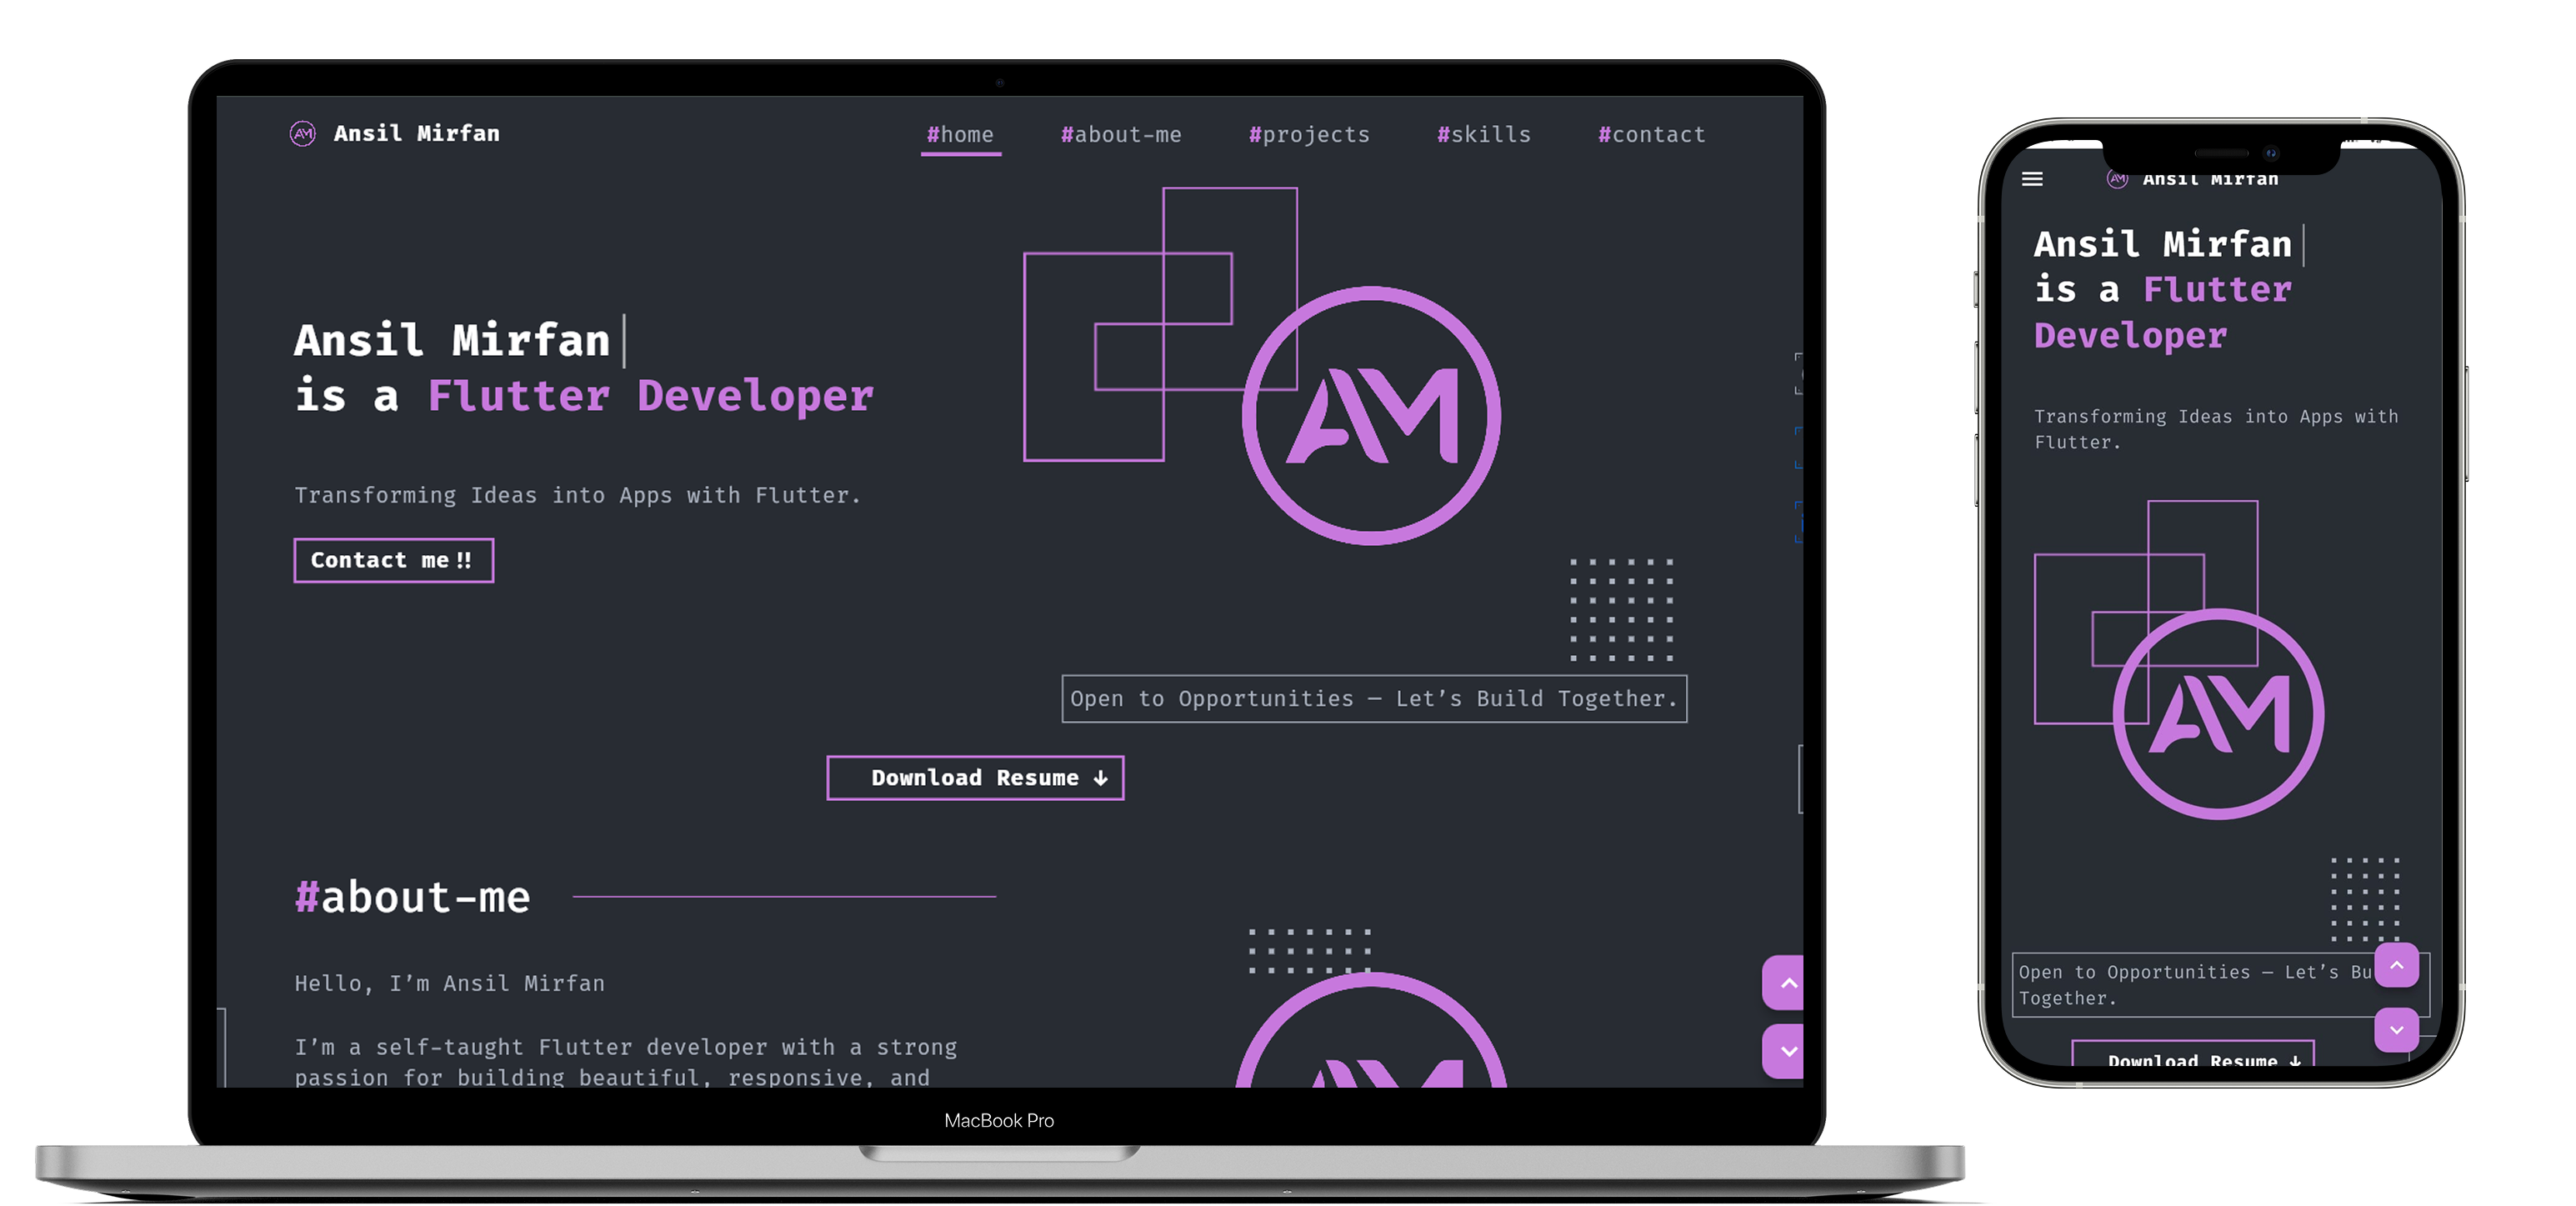 AM Ansil Mirfan
#home #about-me #projects #skills #contact
Ansil Mirfan
is a Flutter Developer
AM
Transforming Ideas into Apps with Flutter.
Contact me!!
Open to Opportunities — Let's Build Together.
Download Resume ↓
#about-me
Hello, I'm Ansil Mirfan
I'm a self-taught Flutter developer with a strong
passion for building beautiful, responsive, and
AM
MacBook Pro
AM Ansil Mirfan
Ansil Mirfan
is a Flutter
Developer
Transforming Ideas into Apps with
Flutter.
AM
Open to Opportunities — Let's Bu
Together.
Download Resume ↓